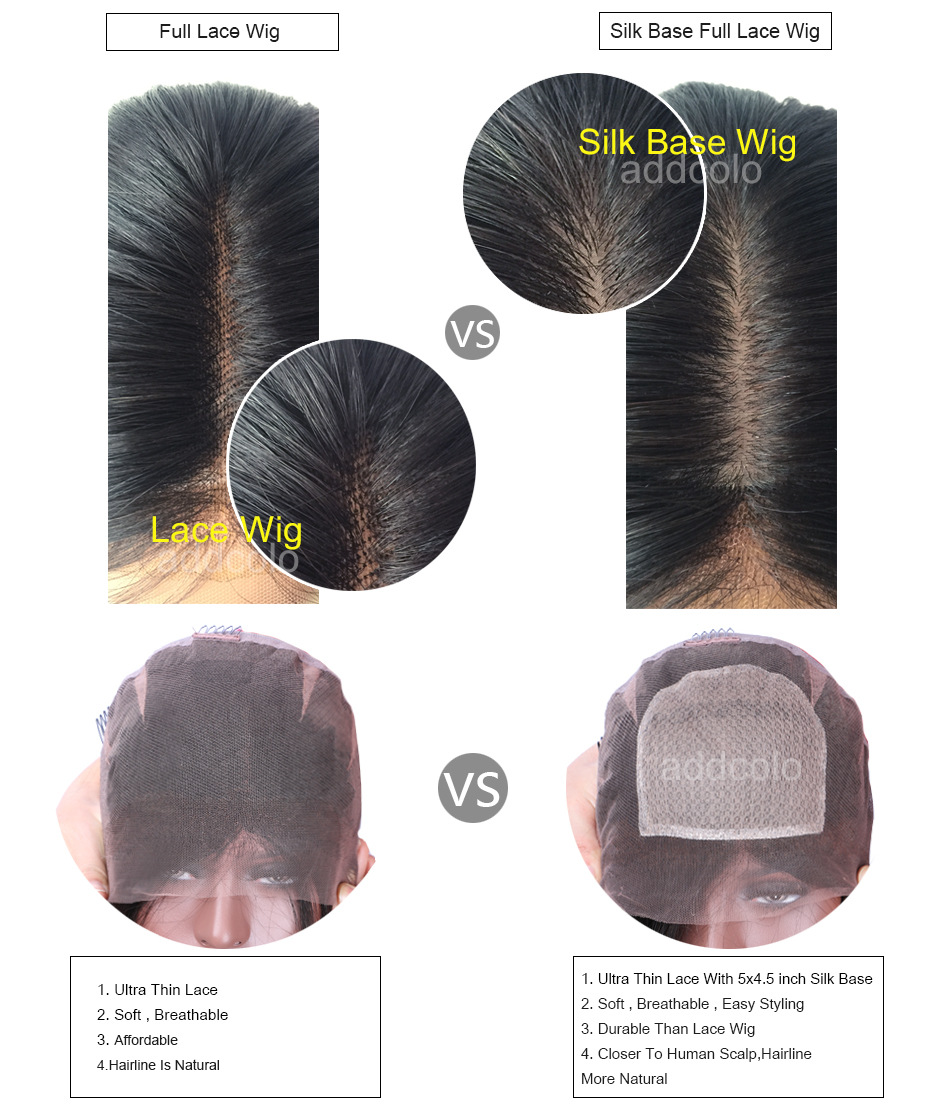 Full Lace Wig
Silk Base Full Lace Wig
Silk Base Wig
addcolo
VS
Lace Wig
addcolo
VS
addcolo
1. Ultra Thin Lace
2. Soft , Breathable
3. Affordable
4.Hairline Is Natural
1. Ultra Thin Lace With 5x4.5 inch Silk Base
2. Soft , Breathable , Easy Styling
3. Durable Than Lace Wig
4. Closer To Human Scalp,Hairline
More Natural